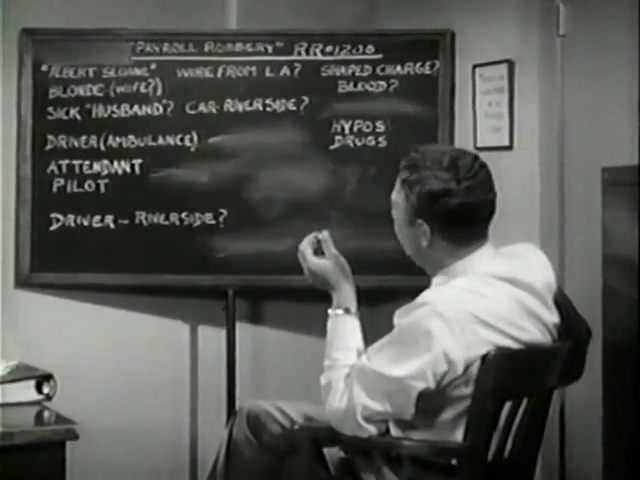 "PAYROLL ROBBERY" RR#1208
"ALBERT SLOANE" WIRE FROM L.A? SHAPED CHARGE?
BLONDE (WIFE?) BLOOD?
SICK "HUSBAND"? CAR-RIVERSIDE?
HYPOS
DRIVER (AMBULANCE) DRUGS
ATTENDANT
PILOT
DRIVER - RIVERSIDE?